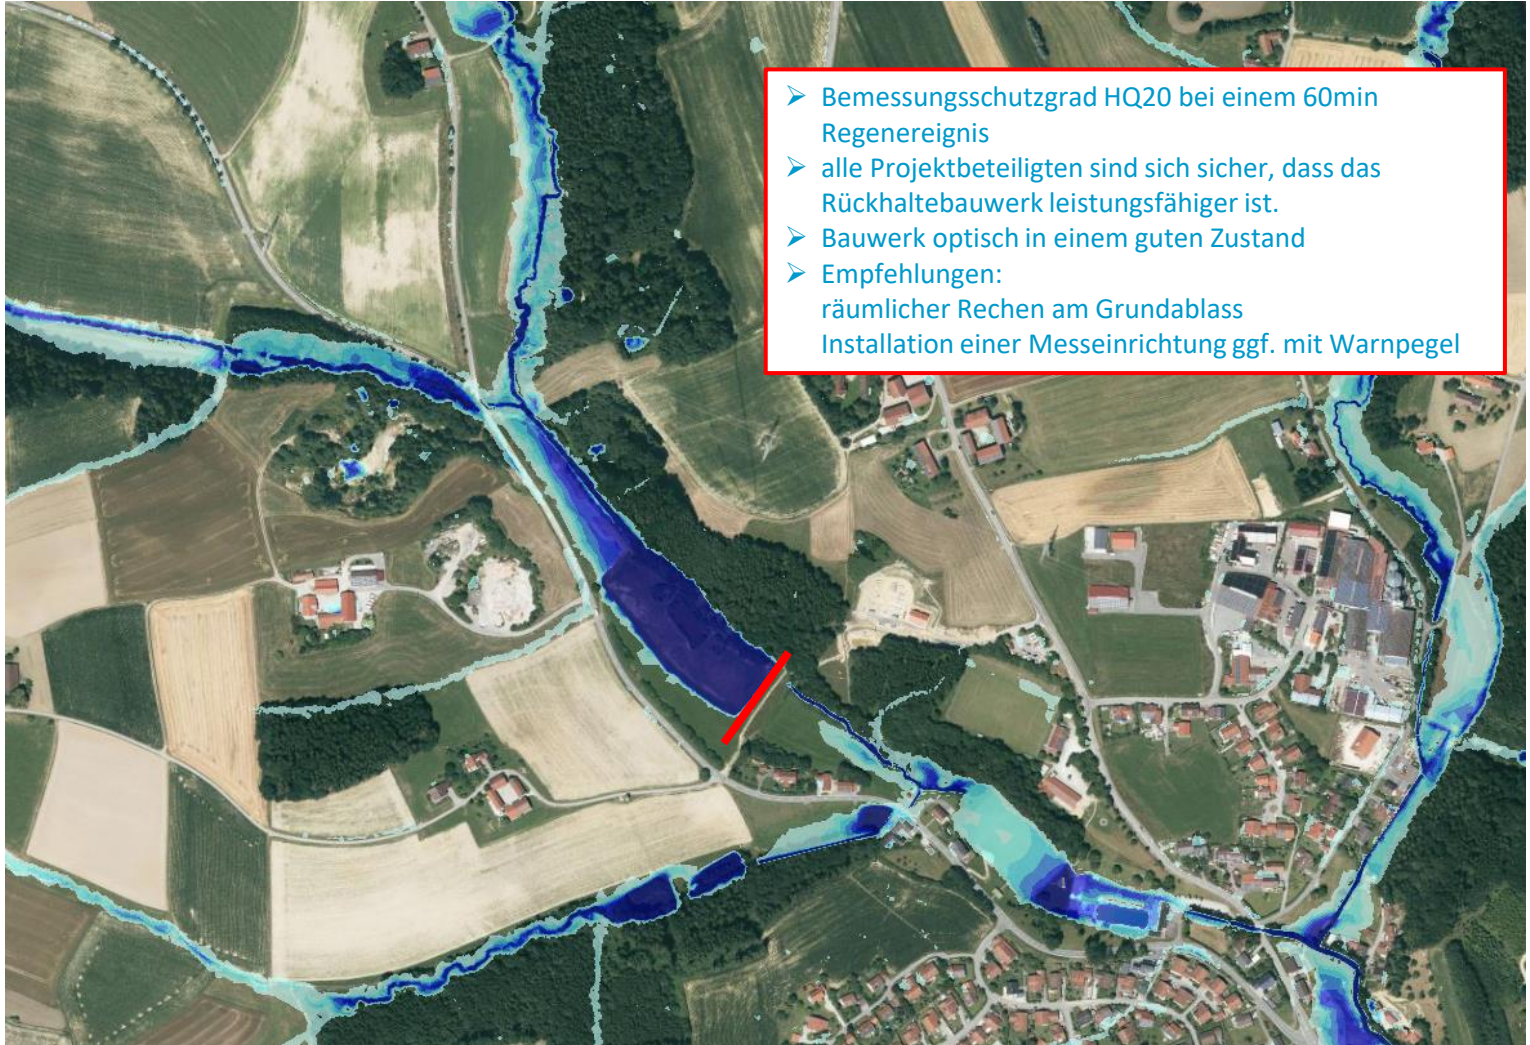 ➢ Bemessungsschutzgrad HQ20 bei einem 60min
Regenereignis
➢ alle Projektbeteiligten sind sich sicher, dass das
Rückhaltebauwerk leistungsfähiger ist.
➢ Bauwerk optisch in einem guten Zustand
➢ Empfehlungen:
räumlicher Rechen am Grundablass
Installation einer Messeinrichtung ggf. mit Warnpegel